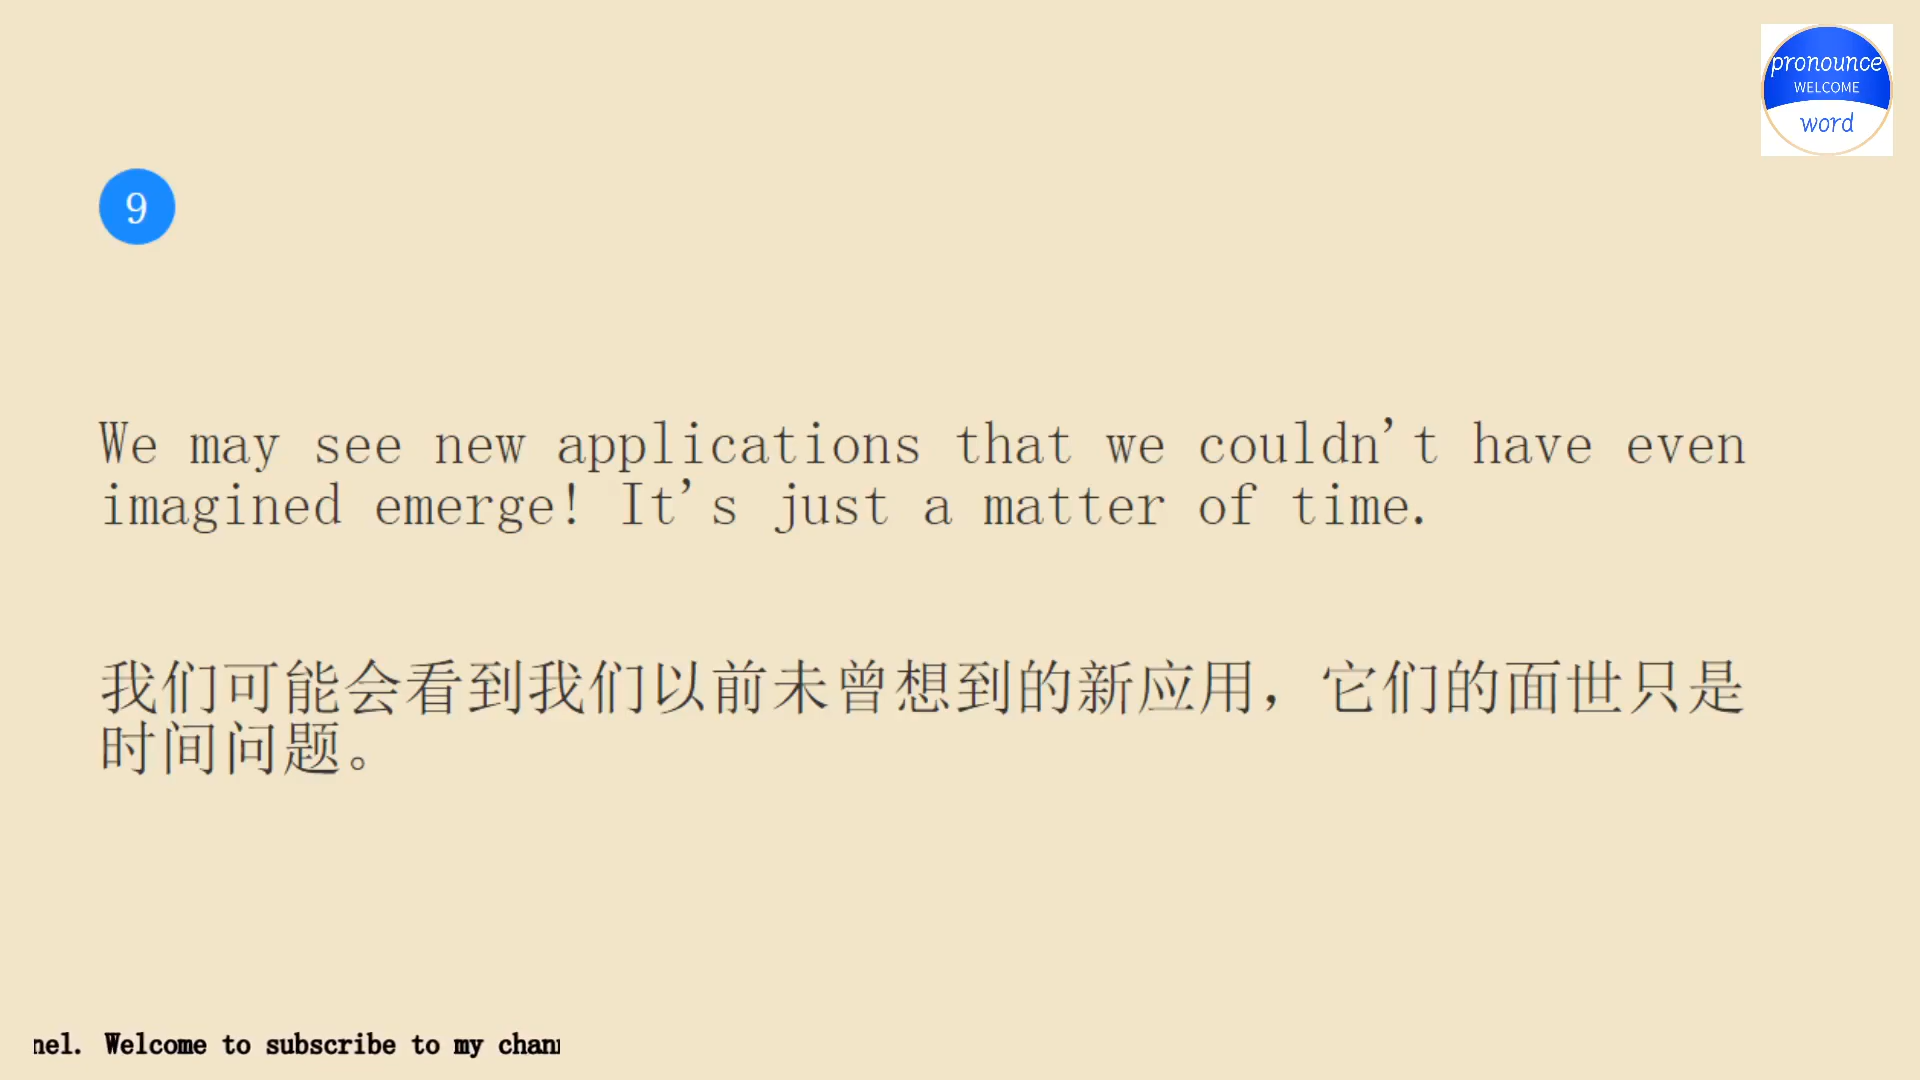 pronounce
WELCOME
word
9
We may see new applications that we couldn't have even
imagined emerge! It's just a matter of time.
我们可能会看到我们以前未曾想到的新应用，它们的面世只是
时间问题。
nel. Welcome to subscribe to my chan